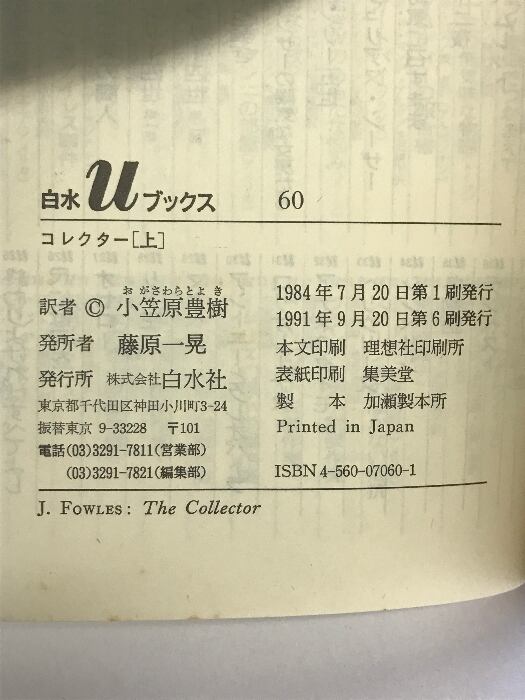 白水uブックス 60
コレクター[上]
おがさわらとよき
訳者 © 小笠原豊樹
発所者 藤原一晃
発行所 株式会社白水社
東京都千代田区神田小川町3-24
振替東京 9-33228 〒101
電話(03)3291-7811(営業部)
(03)3291-7821(編集部)
1984年7月20日第1刷発行
1991年9月20日第6刷発行
本文印刷 理想社印刷所
表紙印刷 集美堂
製本 加瀬製本所
Printed in Japan
ISBN4-560-07060-1
J. FOWLES: The Collector